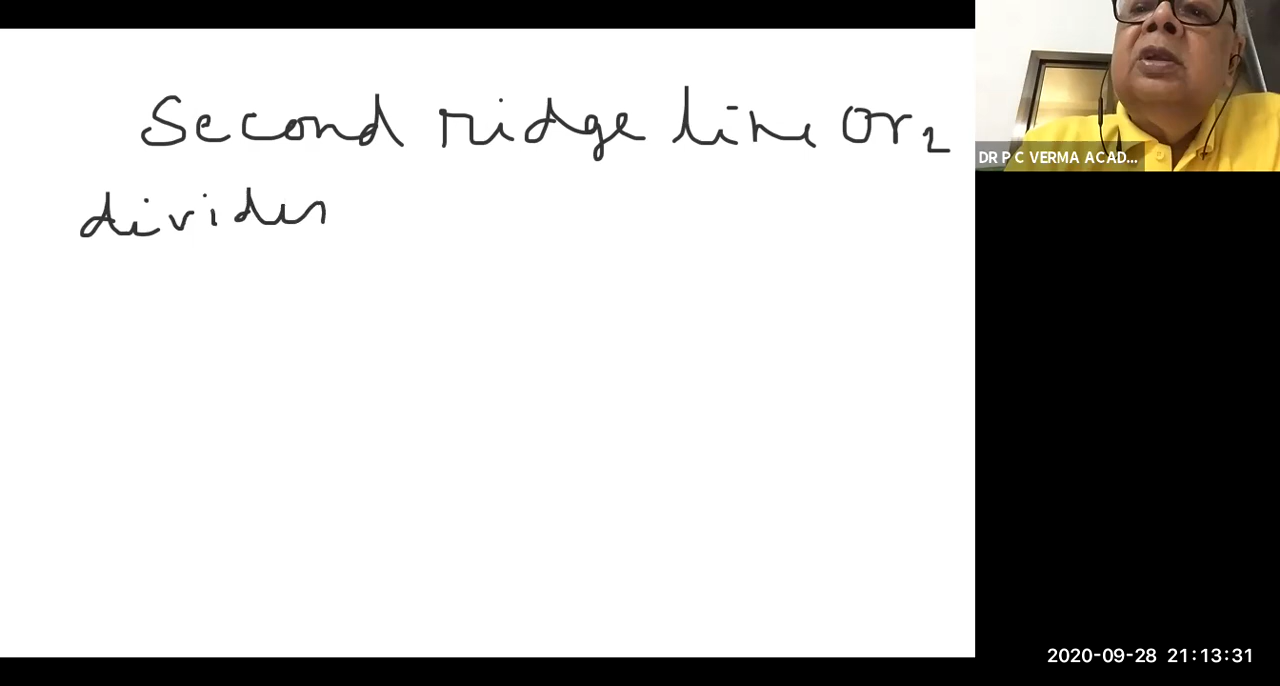 Second ridge line or 2
divides
DR P C VERMA ACAD...
2020-09-28 21:13:31